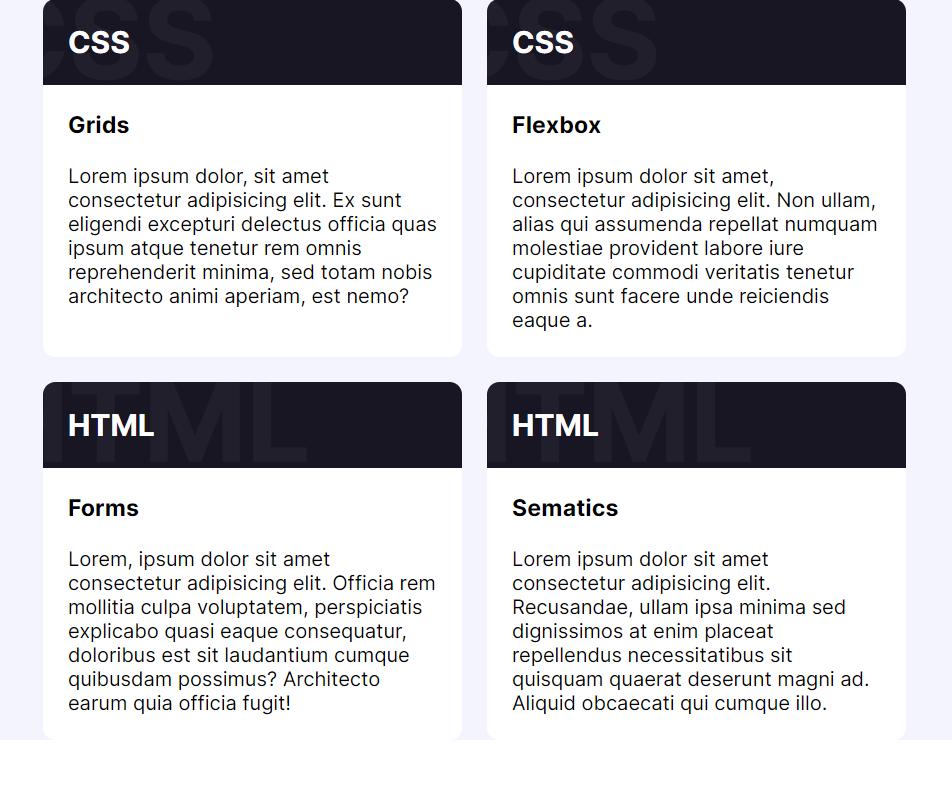 CSS
CSS
Grids
Lorem ipsum dolor, sit amet
consectetur adipisicing elit. Ex sunt
eligendi excepturi delectus officia quas
ipsum atque tenetur rem omnis
reprehenderit minima, sed totam nobis
architecto animi aperiam, est nemo?
CSS
CSS
Flexbox
Lorem ipsum dolor sit amet,
consectetur adipisicing elit. Non ullam,
alias qui assumenda repellat numquam
molestiae provident labore iure
cupiditate commodi veritatis tenetur
omnis sunt facere unde reiciendis
eaque a.
HTML
HTML
Forms
Lorem, ipsum dolor sit amet
consectetur adipisicing elit. Officia rem
mollitia culpa voluptatem, perspiciatis
explicabo quasi eaque consequatur,
doloribus est sit laudantium cumque
quibusdam possimus? Architecto
earum quia officia fugit!
HTML
HTML
Sematics
Lorem ipsum dolor sit amet
consectetur adipisicing elit.
Recusandae, ullam ipsa minima sed
dignissimos at enim placeat
repellendus necessitatibus sit
quisquam quaerat deserunt magni ad.
Aliquid obcaecati qui cumque illo.